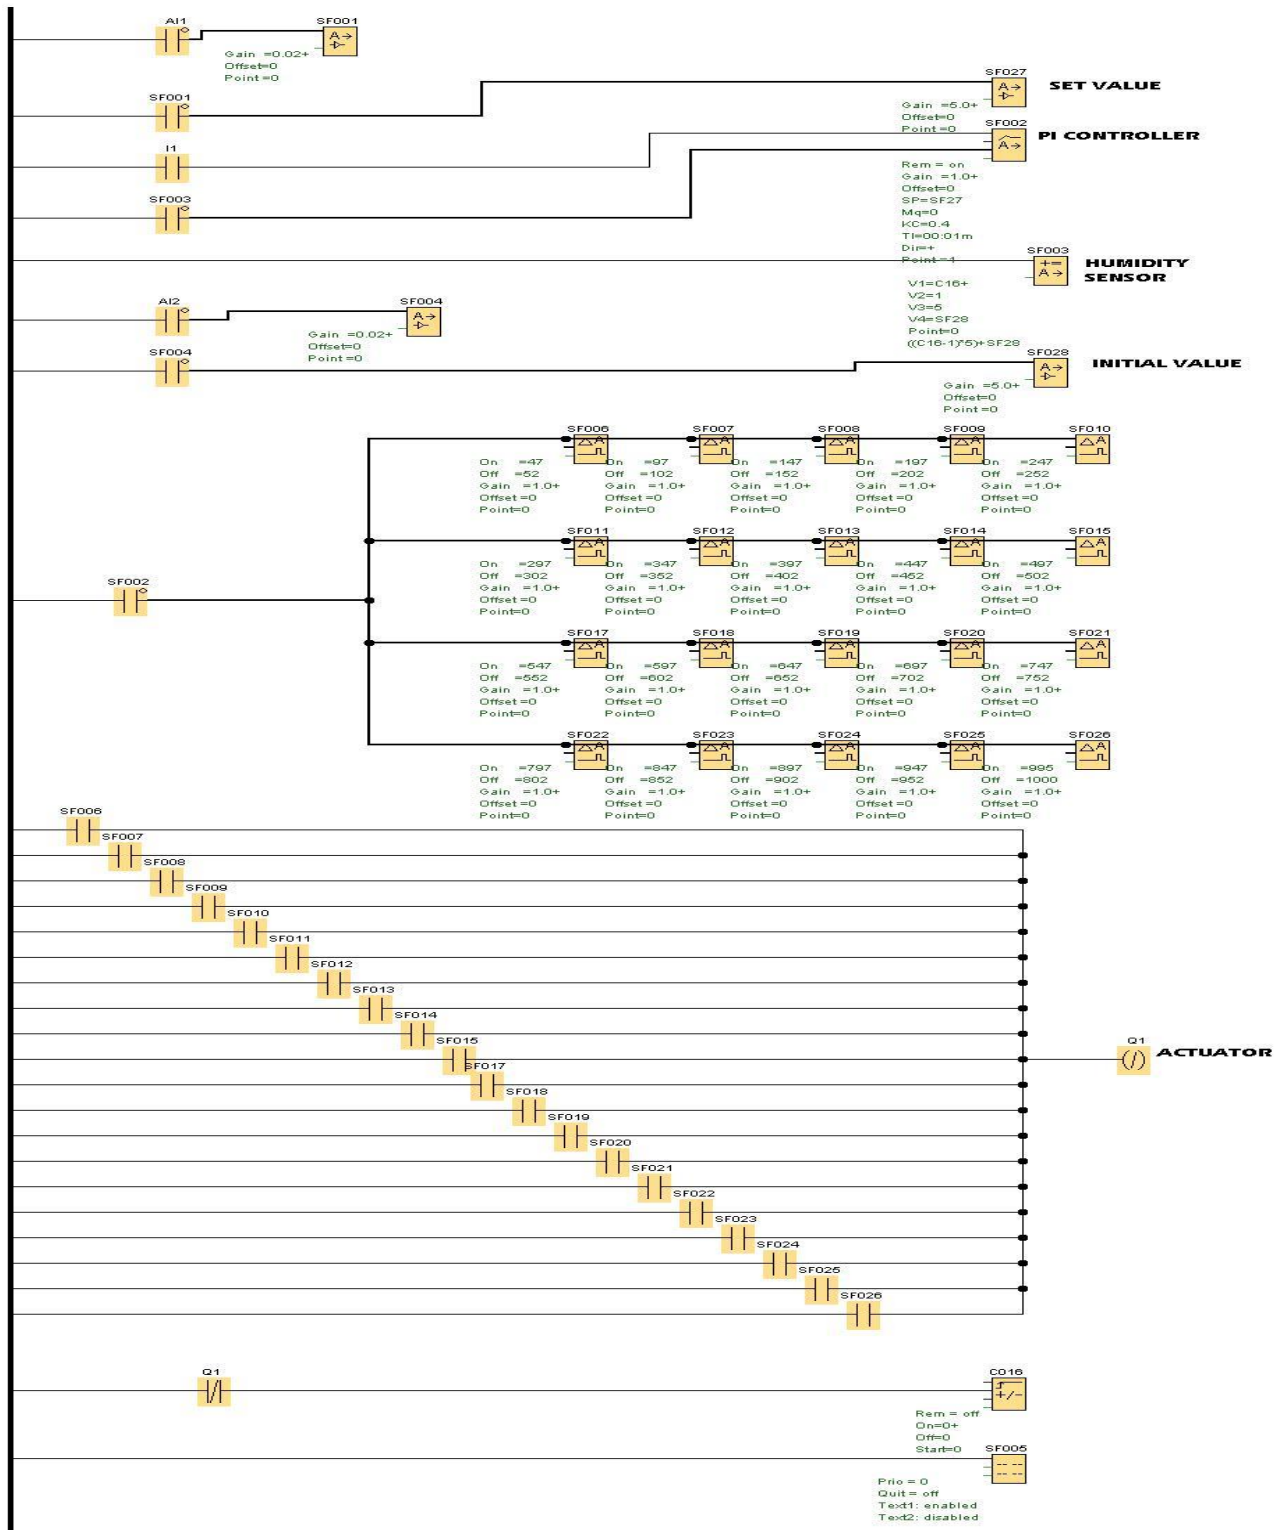 AI1
SF001
Gain =0.02+
Offset=0
Point=0
SF027
SET VALUE
SF001
Gain =5.0+
Offset=0
Point=0
SF002
PI CONTROLLER
I1
Rem = on
Gain =1.0+
Offset=0
SP=SF27
Mq=0
KC=0.4
TI=00:01m
Dir=+
Point=1
SF003
SF003
HUMIDITY
SENSOR
V1=C16+
V2=1
V3=5
V4=SF28
Point=0
((C16-1)*5)+SF28
AI2
SF004
Gain =0.02+
Offset=0
Point=0
SF004
SF028
INITIAL VALUE
Gain =5.0+
Offset=0
Point=0
SF006 SF007 SF008 SF009 SF010
On =47 On =97 On =147 On =197 On =247
Off =52 Off =102 Off =152 Off =202 Off =252
Gain =1.0+ Gain =1.0+ Gain =1.0+ Gain =1.0+ Gain =1.0+
Offset=0 Offset=0 Offset=0 Offset=0 Offset=0
Point=0 Point=0 Point=0 Point=0 Point=0
SF011 SF012 SF013 SF014 SF015
On =297 On =347 On =397 On =447 On =497
Off =302 Off =352 Off =402 Off =452 Off =502
Gain =1.0+ Gain =1.0+ Gain =1.0+ Gain =1.0+ Gain =1.0+
Offset=0 Offset=0 Offset=0 Offset=0 Offset=0
Point=0 Point=0 Point=0 Point=0 Point=0
SF002
SF017 SF018 SF019 SF020 SF021
On =547 On =597 On =647 On =697 On =747
Off =552 Off =602 Off =652 Off =702 Off =752
Gain =1.0+ Gain =1.0+ Gain =1.0+ Gain =1.0+ Gain =1.0+
Offset=0 Offset=0 Offset=0 Offset=0 Offset=0
Point=0 Point=0 Point=0 Point=0 Point=0
SF022 SF023 SF024 SF025 SF026
On =797 On =847 On =897 On =947 On =995
Off =802 Off =852 Off =902 Off =952 Off =1000
Gain =1.0+ Gain =1.0+ Gain =1.0+ Gain =1.0+ Gain =1.0+
Offset=0 Offset=0 Offset=0 Offset=0 Offset=0
Point=0 Point=0 Point=0 Point=0 Point=0
SF006
SF007
SF008
SF009
SF010
SF011
SF012
SF013
SF014
SF015
Q1
ACTUATOR
SF017
SF018
SF019
SF020
SF021
SF022
SF023
SF024
SF025
SF026
Q1
C016
Rem = off
On=0+
Off=0
Start=0
SF005
Prio = 0
Quit = off
Text1: enabled
Text2: disabled